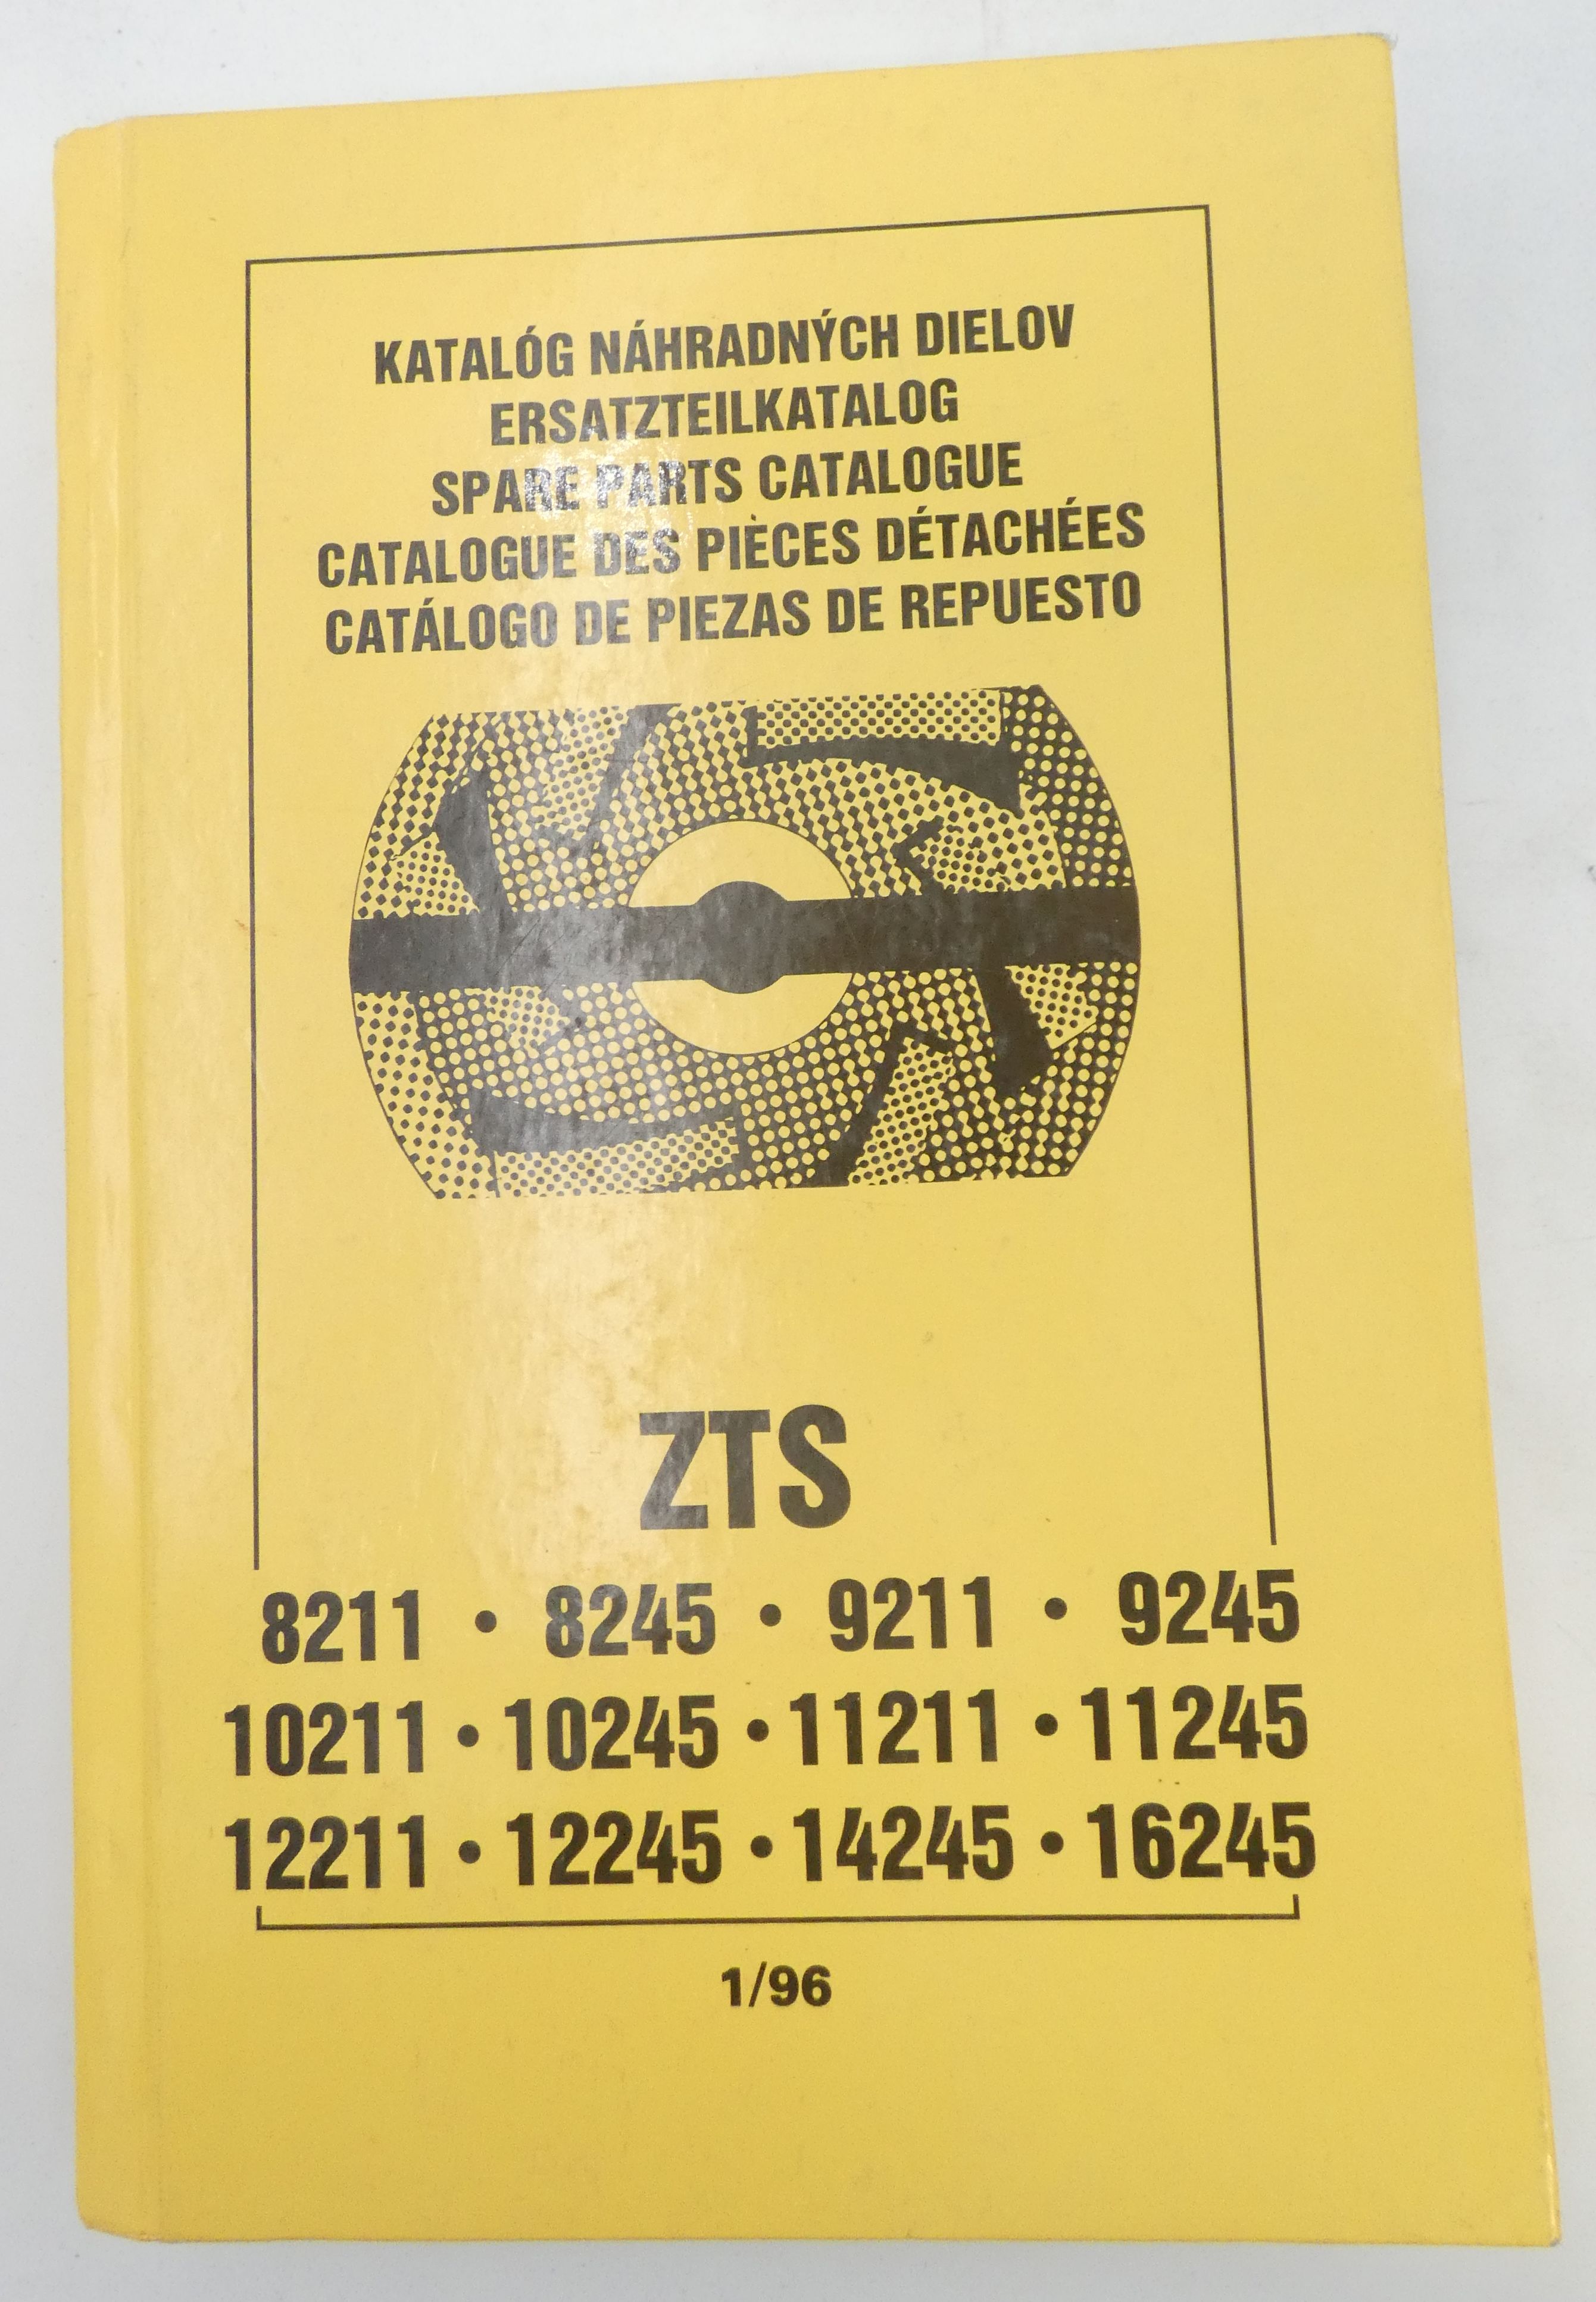 KATALÓG NÁHRADNÝCH DIELOV
ERSATZTEILKATALOG
SPARE PARTS CATALOGUE
CATALOGUE DES PIÈCES DÉTACHÉES
CATÁLOGO DE PIEZAS DE REPUESTO
ZTS
8211 • 8245 • 9211 • 9245
10211 • 10245 • 11211 • 11245
12211 • 12245 • 14245 • 16245
1/96